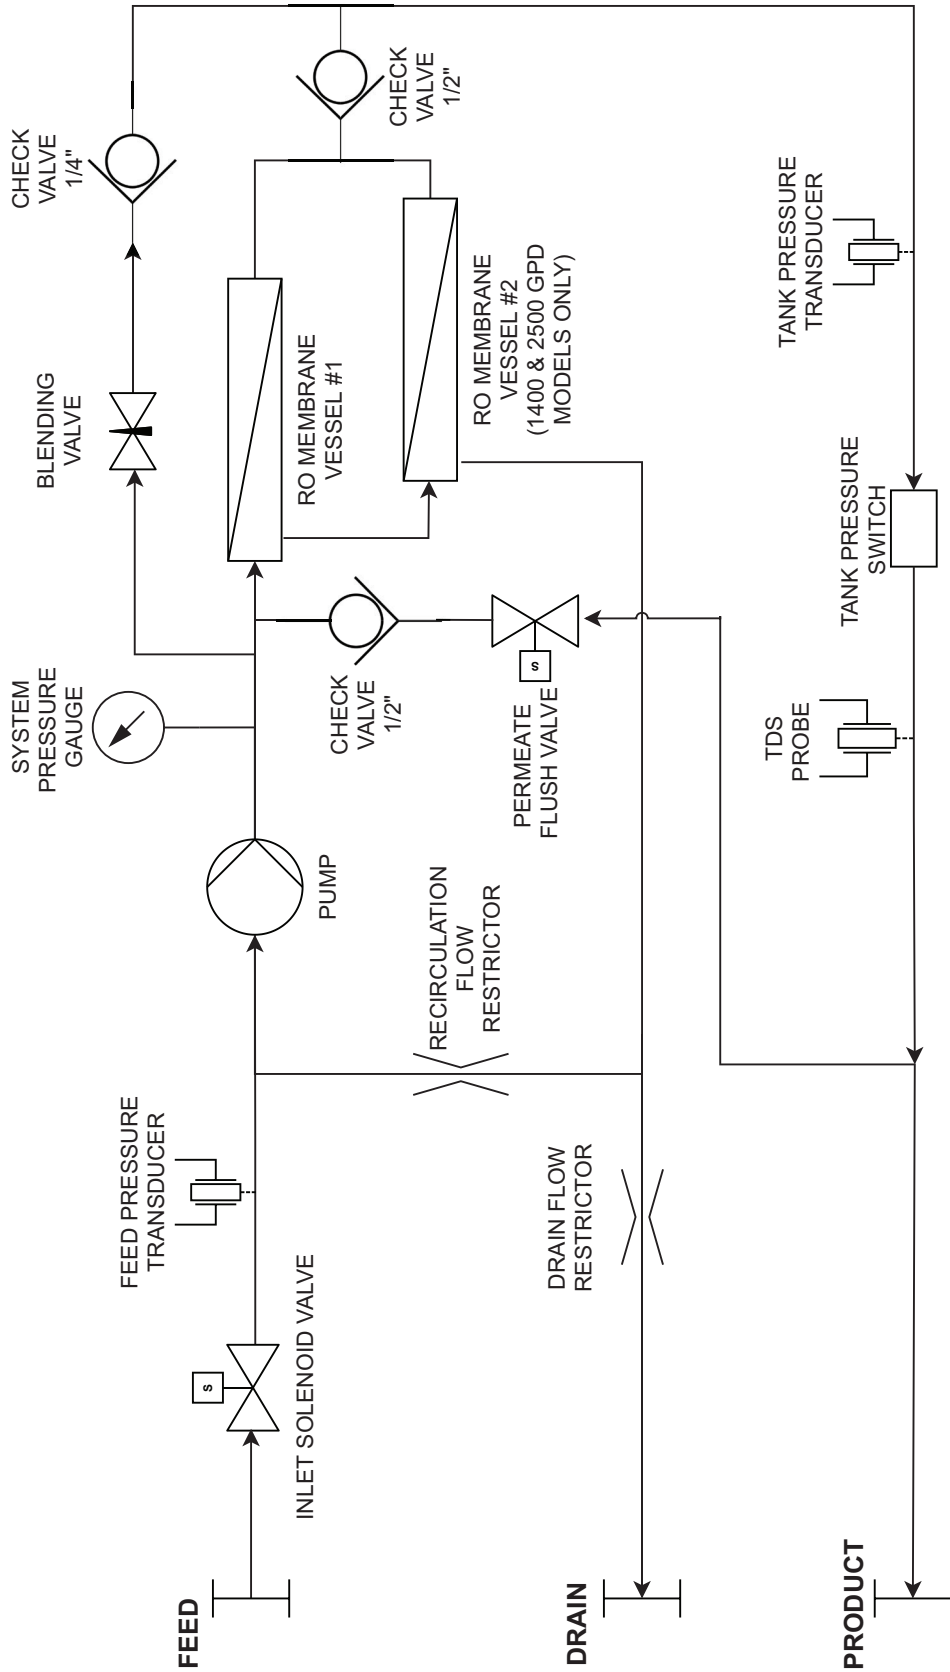 FEED
INLET SOLENOID VALVE
S
FEED PRESSURE
TRANSDUCER
RECIRCULATION
FLOW
RESTRICTOR
PUMP
SYSTEM
PRESSURE
GAUGE
CHECK
VALVE
1/2"
PERMEATE
FLUSH VALVE
S
BLENDING
VALVE
CHECK
VALVE
1/4"
RO MEMBRANE
VESSEL #1
RO MEMBRANE
VESSEL #2
(1400 & 2500 GPD
MODELS ONLY)
CHECK
VALVE
1/2"
DRAIN
DRAIN FLOW
RESTRICTOR
PRODUCT
TDS
PROBE
TANK PRESSURE
SWITCH
TANK PRESSURE
TRANSDUCER